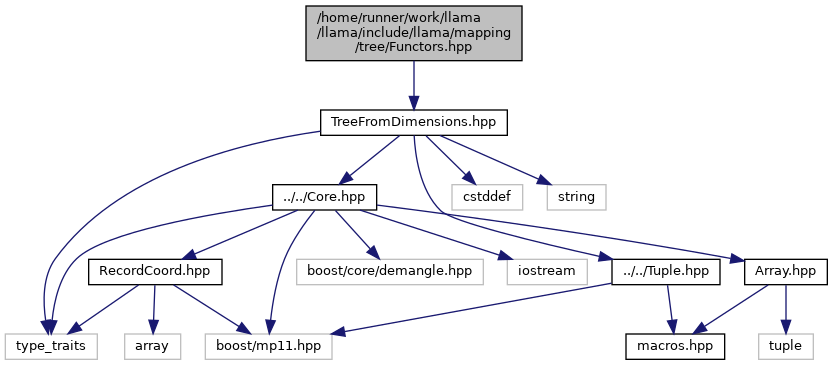 /home/runner/work/llama
/llama/include/llama/mapping
/tree/Functors.hpp
TreeFromDimensions.hpp
../../Core.hpp
cstddef
string
RecordCoord.hpp
boost/core/demangle.hpp
iostream
../../Tuple.hpp
Array.hpp
type_traits
array
boost/mp11.hpp
macros.hpp
tuple